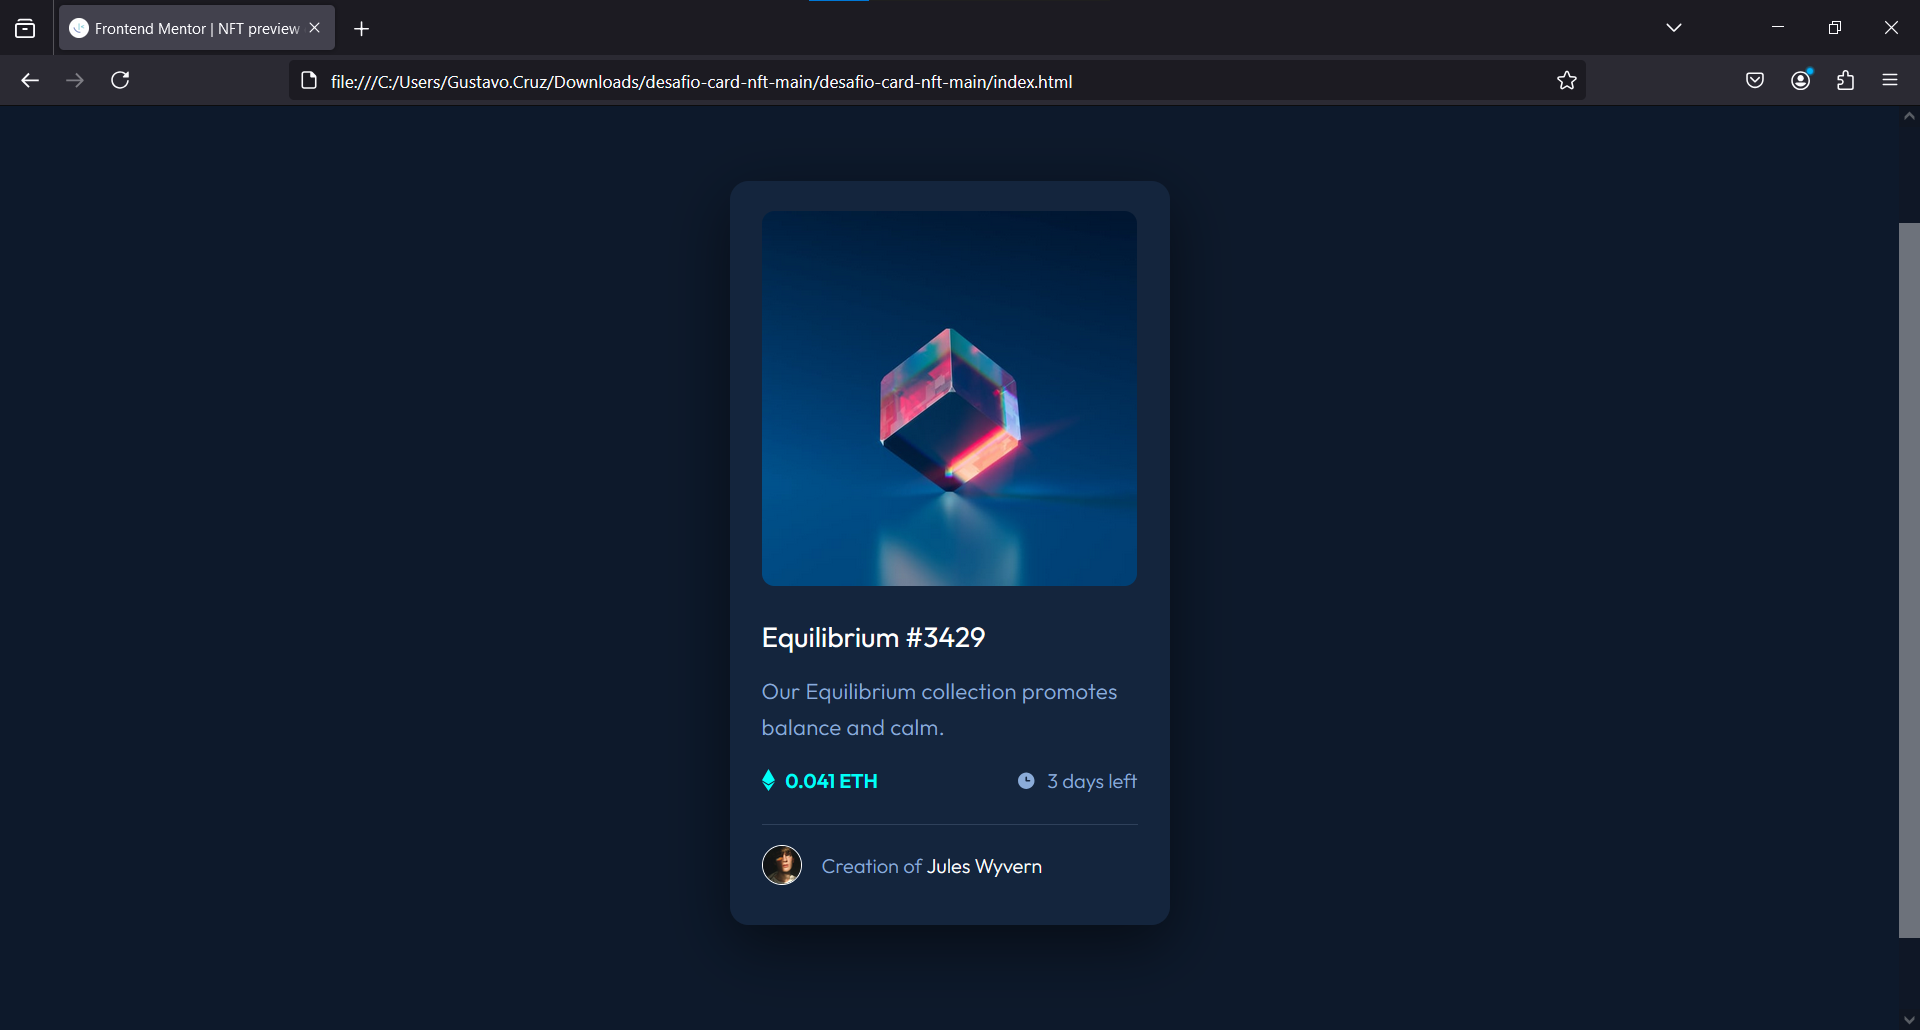 Frontend Mentor | NFT preview
file:///C:/Users/Gustavo.Cruz/Downloads/desafio-card-nft-main/desafio-card-nft-main/index.html
Equilibrium #3429
Our Equilibrium collection promotes
balance and calm.
0.041 ETH
3 days left
Creation of Jules Wyvern